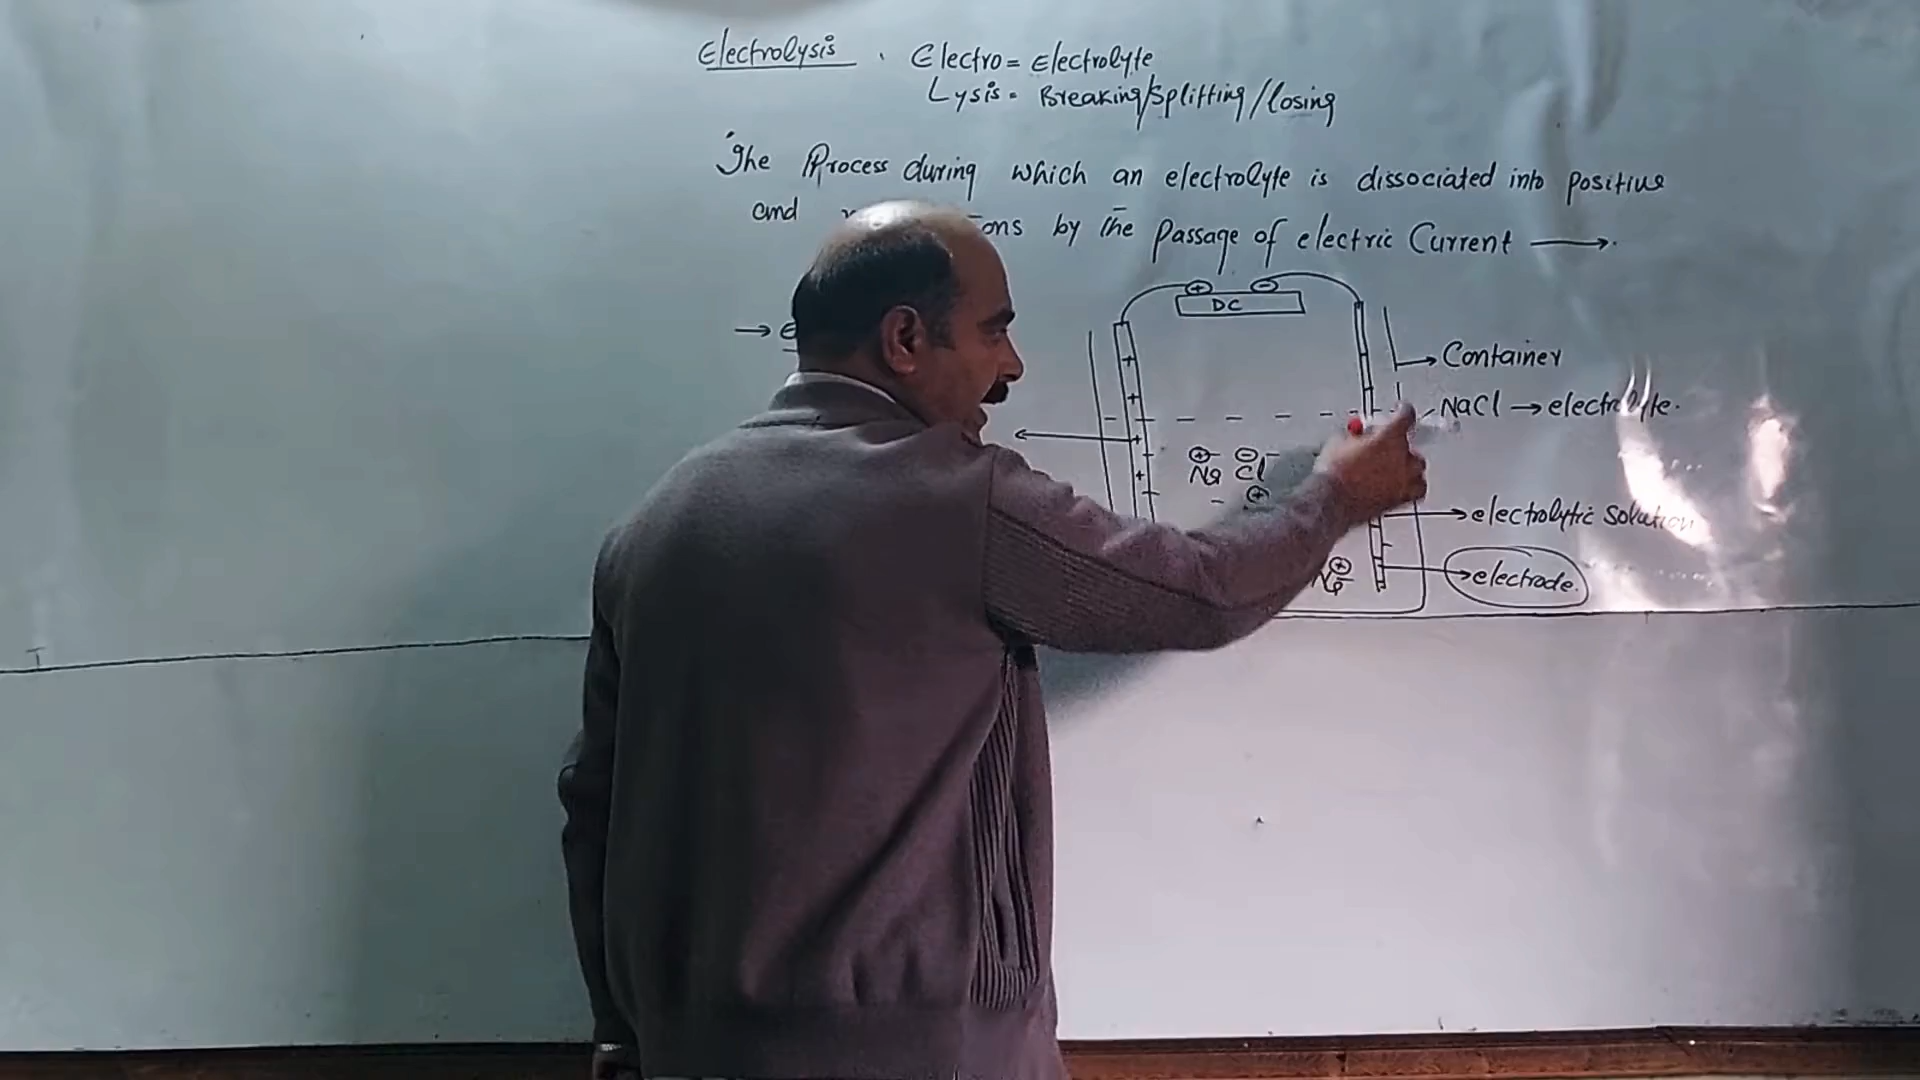 Electrolysis . Electro = Electrolyte
Lysis = Breaking/Splitting/losing
The Process during which an electrolyte is dissociated into positive
and ons by the passage of electric Current →.
+ -
DC
→ e
→ Container
NaCl → electrolyte.
+ -
Na Cl
+
→ electrolytic solution
+
Na
→ electrode.